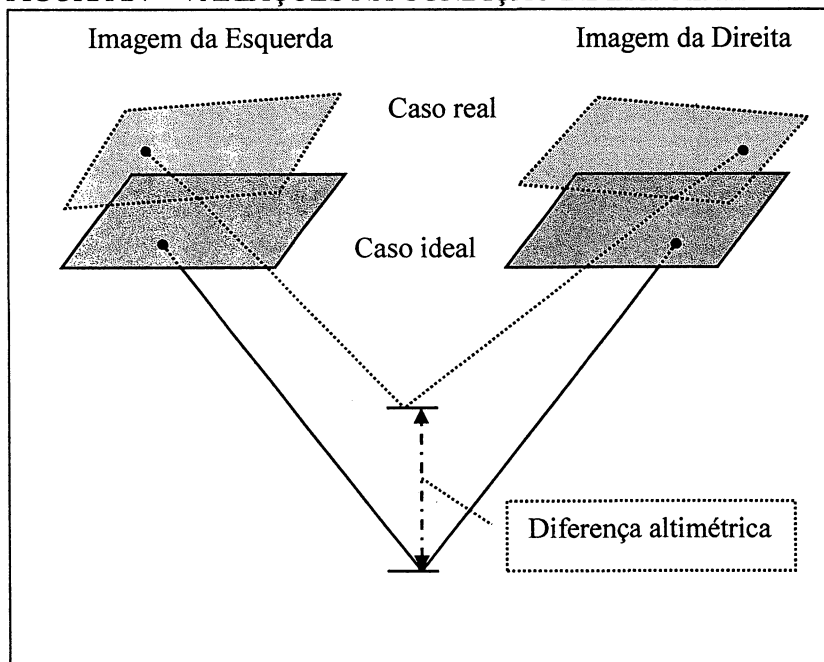 Imagem da Esquerda
Imagem da Direita
Caso real
Caso ideal
Diferença altimétrica